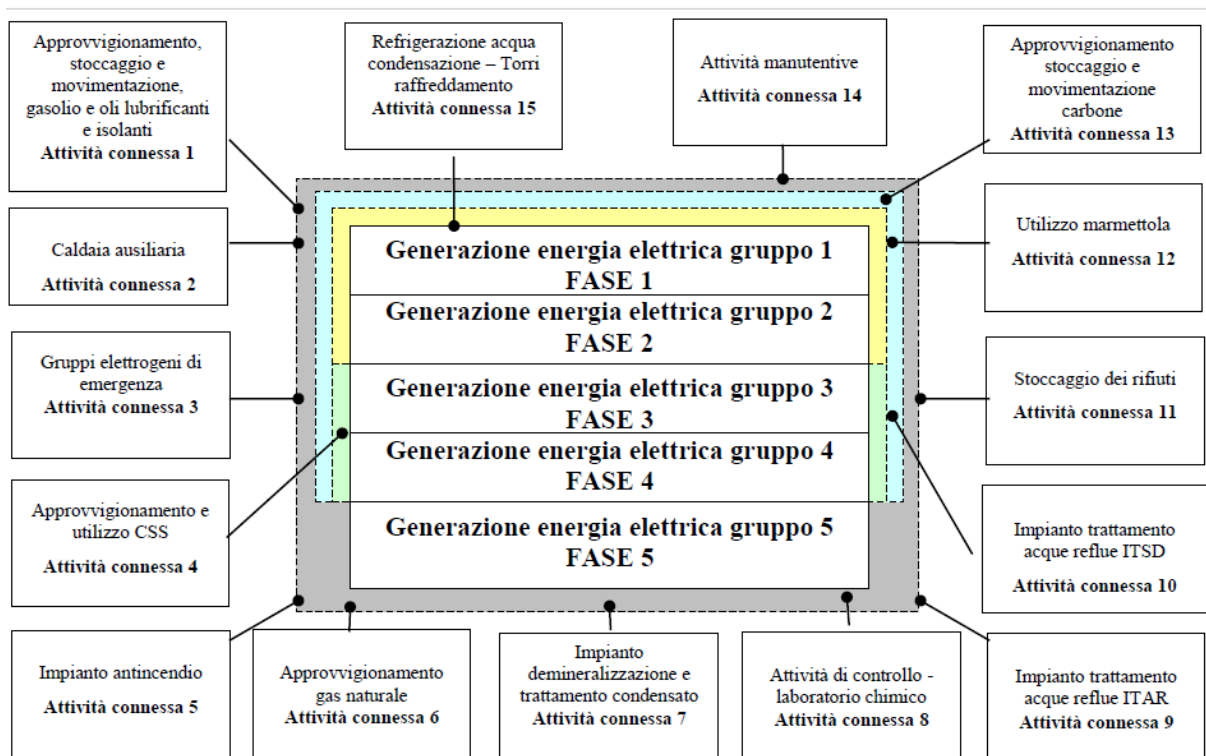 Approvvigionamento,
stoccaggio e
movimentazione,
gasolio e oli lubrificanti
e isolanti
Attività connessa 1
Refrigerazione acqua
condensazione – Torri
raffreddamento
Attività connessa 15
Attività manutentive
Attività connessa 14
Approvvigionamento
stoccaggio e
movimentazione
carbone
Attività connessa 13
Caldaia ausiliaria
Attività connessa 2
Generazione energia elettrica gruppo 1
FASE 1
Utilizzo marmettola
Attività connessa 12
Generazione energia elettrica gruppo 2
FASE 2
Gruppi elettrogeni di
emergenza
Attività connessa 3
Generazione energia elettrica gruppo 3
FASE 3
Stoccaggio dei rifiuti
Attività connessa 11
Generazione energia elettrica gruppo 4
FASE 4
Approvvigionamento e
utilizzo CSS
Attività connessa 4
Generazione energia elettrica gruppo 5
FASE 5
Impianto trattamento
acque reflue ITSD
Attività connessa 10
Impianto antincendio
Attività connessa 5
Approvvigionamento
gas naturale
Attività connessa 6
Impianto
demineralizzazione e
trattamento condensato
Attività connessa 7
Attività di controllo -
laboratorio chimico
Attività connessa 8
Impianto trattamento
acque reflue ITAR
Attività connessa 9